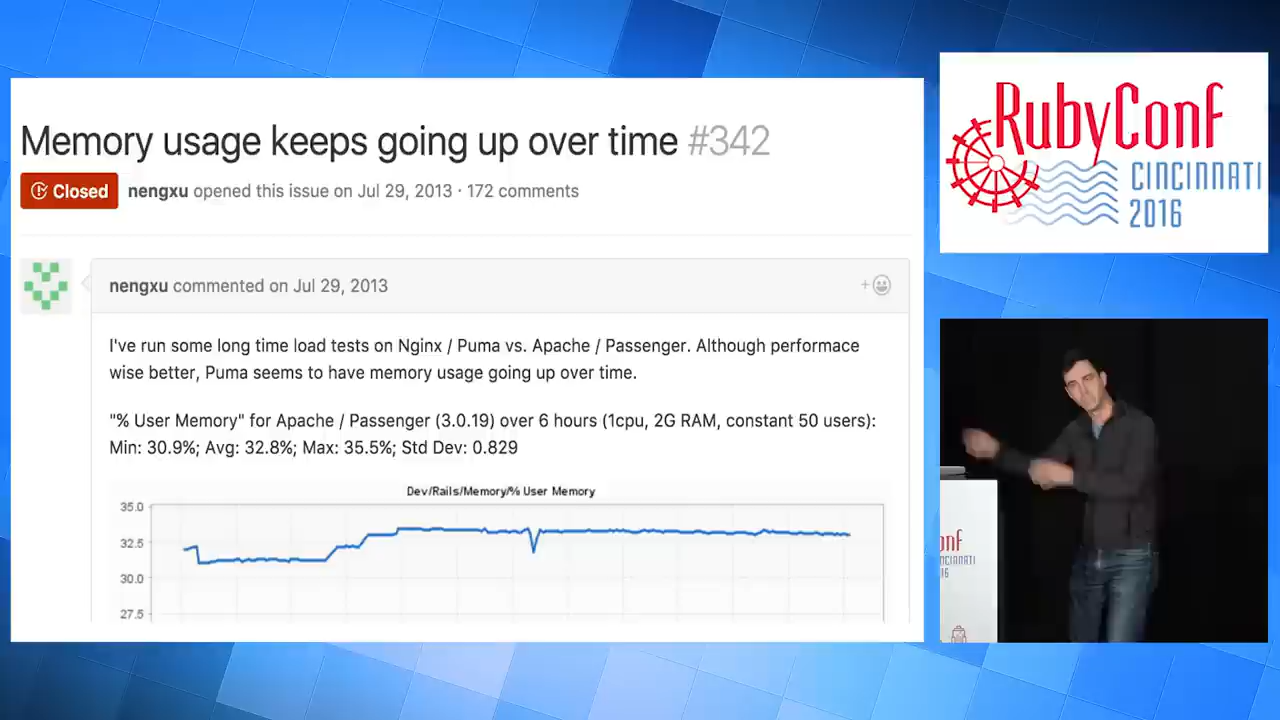 Memory usage keeps going up over time #342
Closed nengxu opened this issue on Jul 29, 2013 · 172 comments
nengxu commented on Jul 29, 2013
I've run some long time load tests on Nginx / Puma vs. Apache / Passenger. Although performace
wise better, Puma seems to have memory usage going up over time.
"% User Memory" for Apache / Passenger (3.0.19) over 6 hours (1cpu, 2G RAM, constant 50 users):
Min: 30.9%; Avg: 32.8%; Max: 35.5%; Std Dev: 0.829
Dev/Rails/Memory/% User Memory
35.0
32.5
30.0
27.5
RubyConf
CINCINNATI
2016
onf
CINCINNATI
16